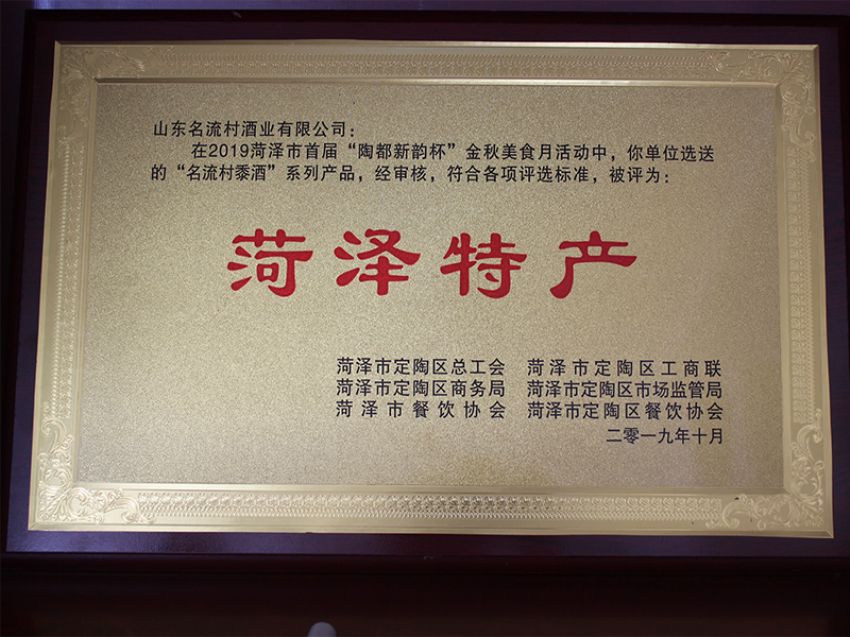 山东名流村酒业有限公司：
在2019菏泽市首届“陶都新韵杯”金秋美食月活动中，你单位选送
的“名流村黍酒”系列产品，经审核，符合各项评选标准，被评为：
菏泽特产
菏泽市定陶区总工会 菏泽市定陶区工商联
菏泽市定陶区商务局 菏泽市定陶区市场监管局
菏泽市餐饮协会 菏泽市定陶区餐饮协会
二零一九年十月